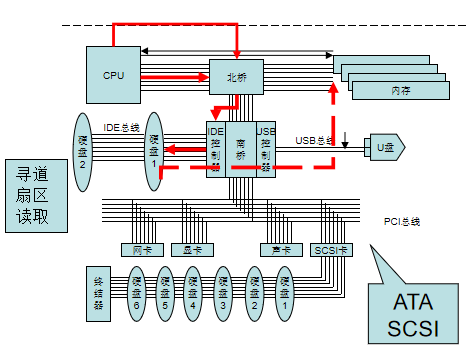 CPU
北桥
内存
IDE总线
硬盘2
硬盘1
IDE控制器
南桥
USB控制器
USB总线
U盘
寻道
扇区
读取
PCI总线
网卡
显卡
声卡
SCSI卡
终结器
硬盘6
硬盘5
硬盘4
硬盘3
硬盘2
硬盘1
ATA
SCSI